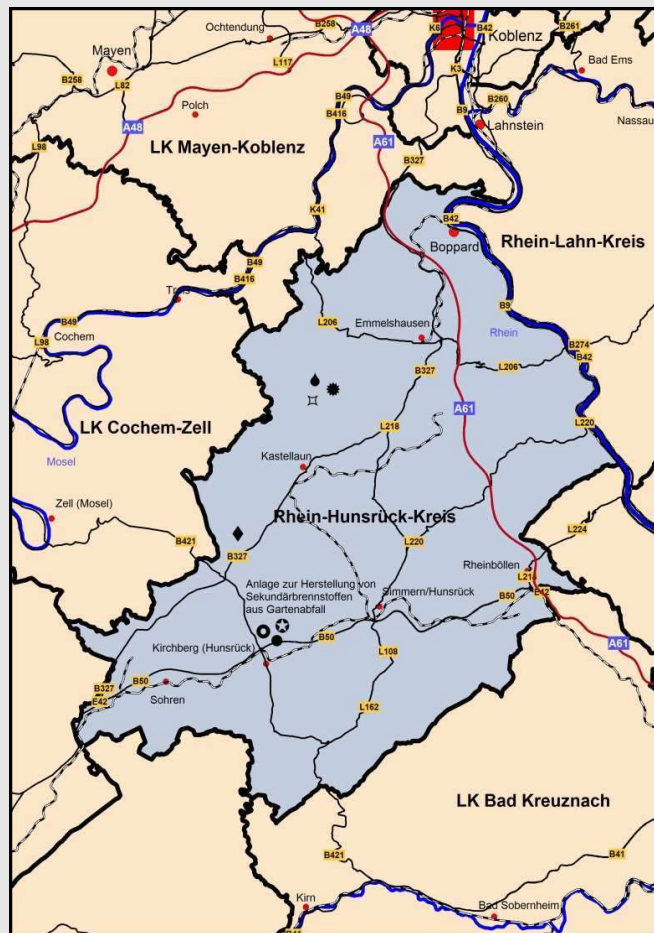 Ochtendung
B258
A48
K6
B42
Koblenz
B261
Mayen
B258
L82
L117
K3
Bad Ems
Polch
B49
B416
B9
B260
Lahnstein
Nassau
A48
L98
LK Mayen-Koblenz
A61
B327
K41
B42
Boppard
Rhein-Lahn-Kreis
B49
B416
B9
B49
L98
Cochem
L206
Emmelshausen
Rhein
B274
B42
B327
L206
A61
L218
L220
LK Cochem-Zell
Mosel
Kastellaun
Zell (Mosel)
Rhein-Hunsrück-Kreis
L224
B421
B327
L220
Rheinböllen
Anlage zur Herstellung von
Sekundärbrennstoffen
aus Gartenabfall
Simmern/Hunsrück
B50
E42
Kirchberg (Hunsrück)
B50
L108
A61
B50
B327
E42
Sohren
L162
LK Bad Kreuznach
B421
B41
Kirn
Bad Sobernheim